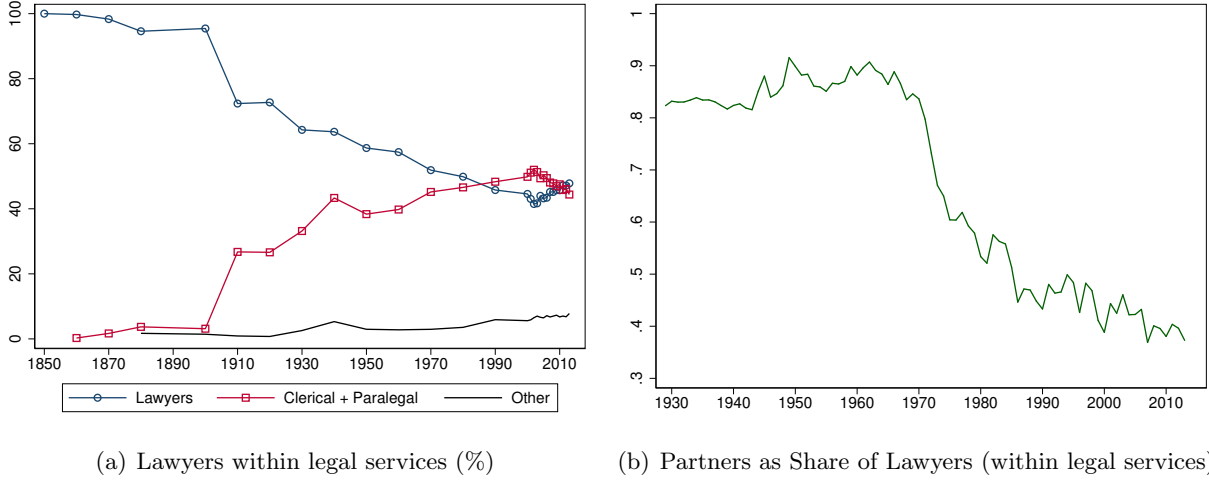 100
80
60
40
20
0
1850 1870 1890 1910 1930 1950 1970 1990 2010
Lawyers Clerical + Paralegal Other
(a) Lawyers within legal services (%)
1
.9
.8
.7
.6
.5
.4
.3
1930 1940 1950 1960 1970 1980 1990 2000 2010
(b) Partners as Share of Lawyers (within legal services)